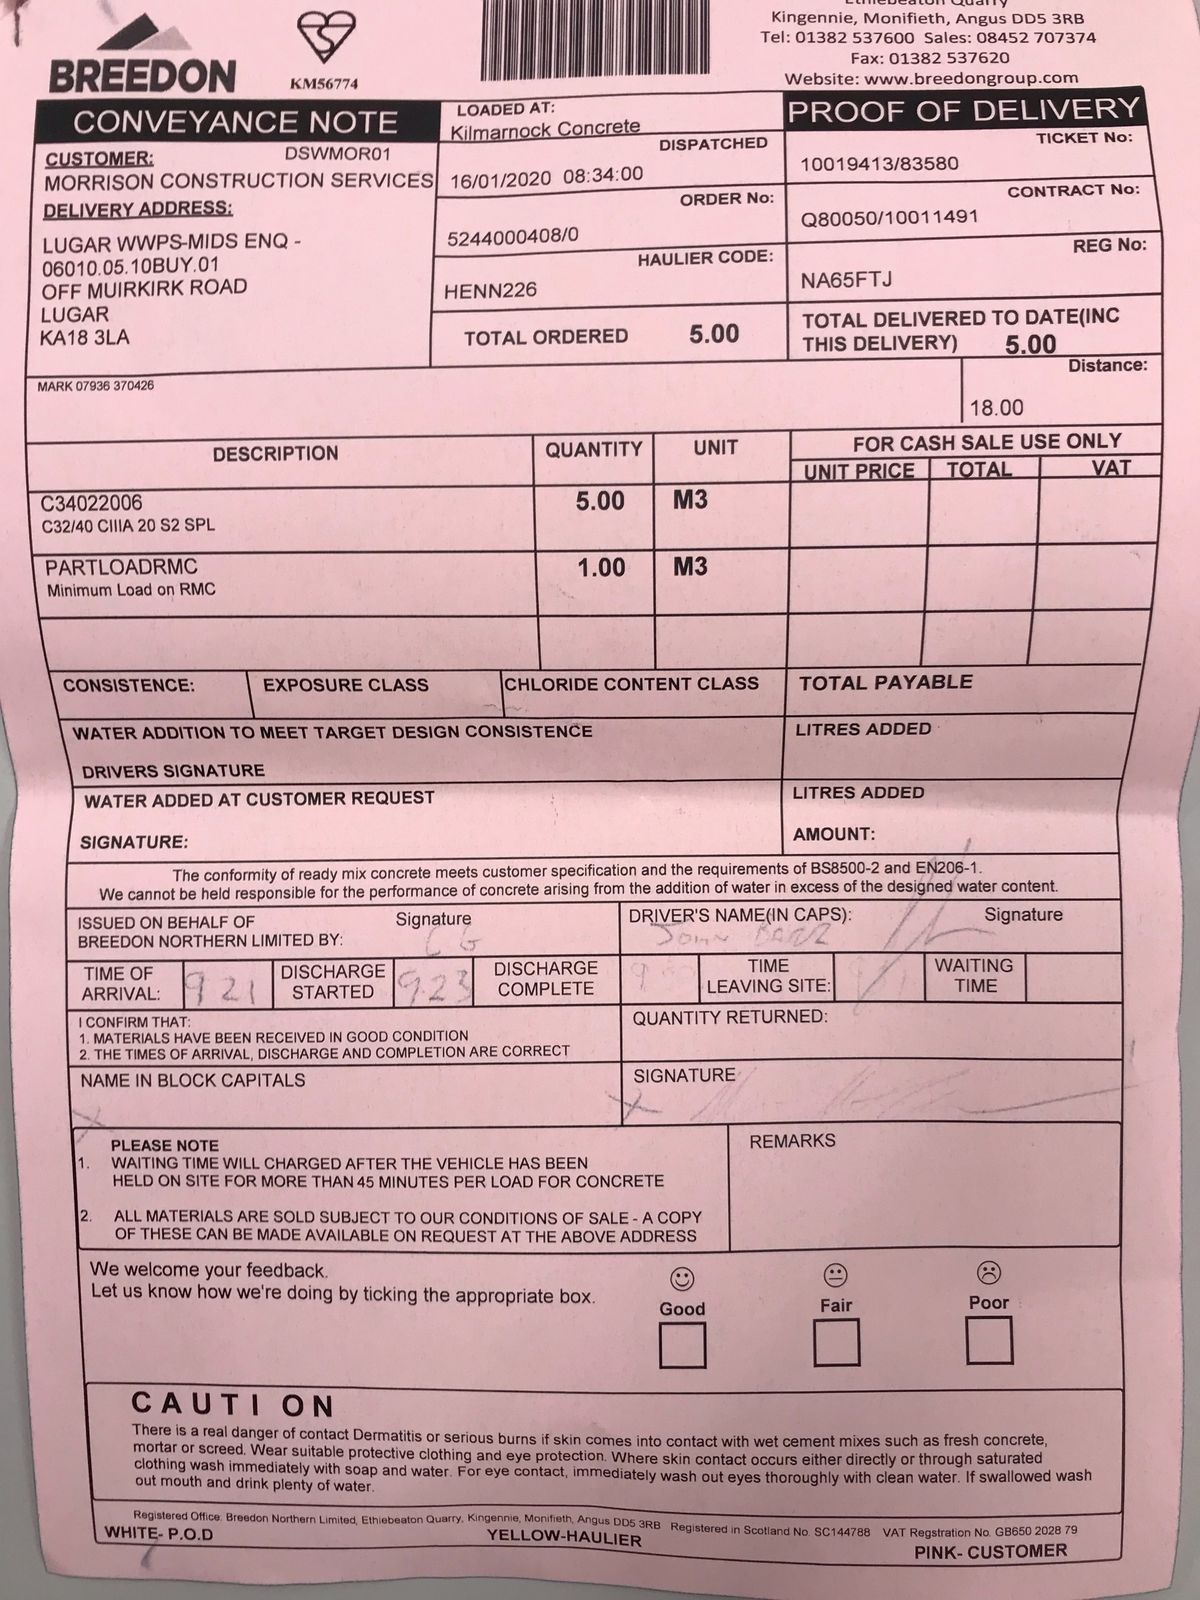 BREEDON
KM56774
Ethiebeaton Quarry
Kingennie, Monifieth, Angus DD5 3RB
Tel: 01382 537600 Sales: 08452 707374
Fax: 01382 537620
Website: www.breedongroup.com
CONVEYANCE NOTE
LOADED AT:
Kilmarnock Concrete
PROOF OF DELIVERY
CUSTOMER: DSWMOR01
MORRISON CONSTRUCTION SERVICES
DISPATCHED
16/01/2020 08:34:00
TICKET No:
10019413/83580
DELIVERY ADDRESS:
LUGAR WWPS-MIDS ENQ -
06010.05.10BUY.01
OFF MUIRKIRK ROAD
LUGAR
KA18 3LA
ORDER No:
5244000408/0
CONTRACT No:
Q80050/10011491
HAULIER CODE:
HENN226
REG No:
NA65FTJ
TOTAL ORDERED 5.00
TOTAL DELIVERED TO DATE(INC
THIS DELIVERY) 5.00
MARK 07936 370426
Distance:
18.00
DESCRIPTION QUANTITY UNIT FOR CASH SALE USE ONLY
UNIT PRICE TOTAL VAT
C34022006 5.00 M3
C32/40 CIIIA 20 S2 SPL
PARTLOADRMC 1.00 M3
Minimum Load on RMC
CONSISTENCE: EXPOSURE CLASS CHLORIDE CONTENT CLASS TOTAL PAYABLE
WATER ADDITION TO MEET TARGET DESIGN CONSISTENCE LITRES ADDED
DRIVERS SIGNATURE
WATER ADDED AT CUSTOMER REQUEST LITRES ADDED
SIGNATURE: AMOUNT:
The conformity of ready mix concrete meets customer specification and the requirements of BS8500-2 and EN206-1.
We cannot be held responsible for the performance of concrete arising from the addition of water in excess of the designed water content.
ISSUED ON BEHALF OF Signature
BREEDON NORTHERN LIMITED BY: CG
DRIVER'S NAME(IN CAPS): Signature
JOHN BARR
TIME OF
ARRIVAL: 921
DISCHARGE
STARTED 923
DISCHARGE
COMPLETE
TIME
LEAVING SITE:
WAITING
TIME
I CONFIRM THAT:
1. MATERIALS HAVE BEEN RECEIVED IN GOOD CONDITION
2. THE TIMES OF ARRIVAL, DISCHARGE AND COMPLETION ARE CORRECT
QUANTITY RETURNED:
NAME IN BLOCK CAPITALS
SIGNATURE
X
X
PLEASE NOTE
1. WAITING TIME WILL CHARGED AFTER THE VEHICLE HAS BEEN
HELD ON SITE FOR MORE THAN 45 MINUTES PER LOAD FOR CONCRETE
2. ALL MATERIALS ARE SOLD SUBJECT TO OUR CONDITIONS OF SALE - A COPY
OF THESE CAN BE MADE AVAILABLE ON REQUEST AT THE ABOVE ADDRESS
REMARKS
We welcome your feedback.
Let us know how we're doing by ticking the appropriate box.
Good Fair Poor
CAUTION
There is a real danger of contact Dermatitis or serious burns if skin comes into contact with wet cement mixes such as fresh concrete,
mortar or screed. Wear suitable protective clothing and eye protection. Where skin contact occurs either directly or through saturated
clothing wash immediately with soap and water. For eye contact, immediately wash out eyes thoroughly with clean water. If swallowed wash
out mouth and drink plenty of water.
Registered Office. Breedon Northern Limited, Ethiebeaton Quarry, Kingennie, Monifieth, Angus DD5 3RB Registered in Scotland No. SC144788 VAT Regstration No. GB650 2028 79
WHITE- P.O.D YELLOW-HAULIER PINK- CUSTOMER